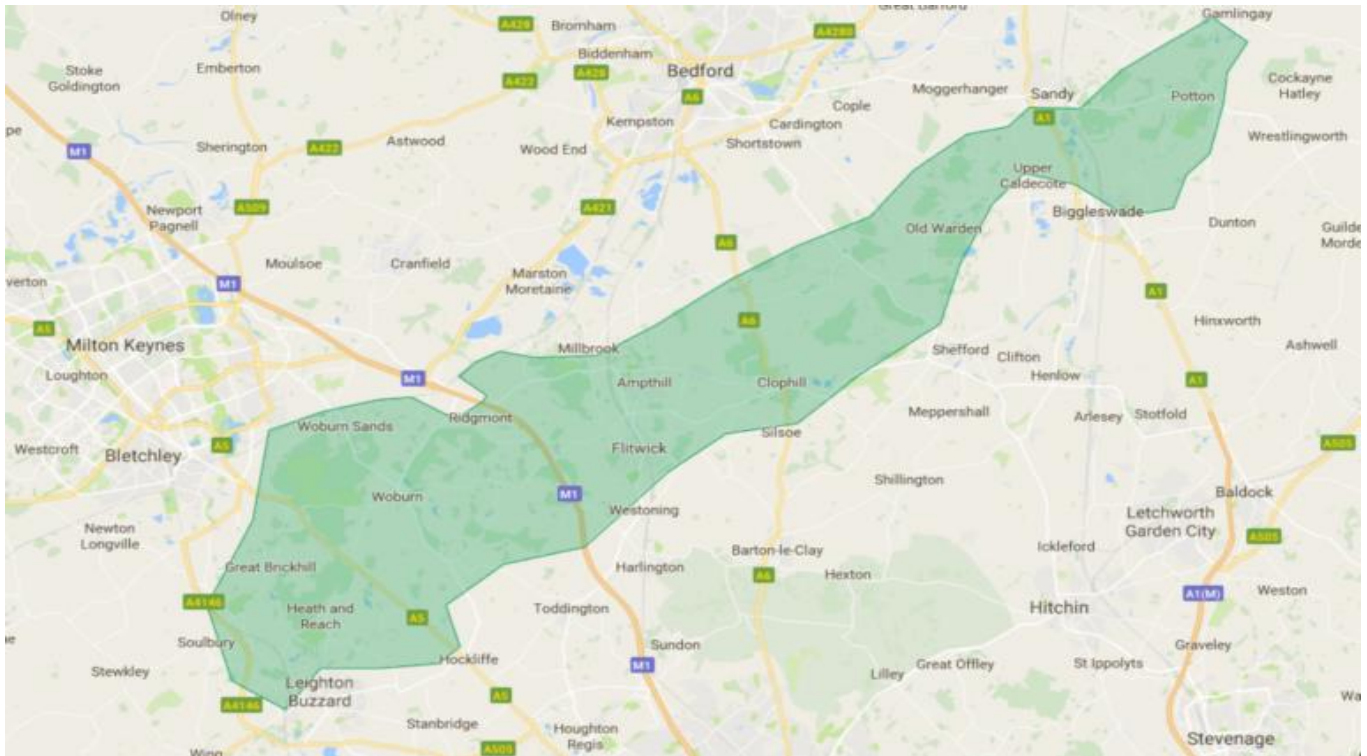 Olney
A428
Bromham
Great Barford
Gamlingay
A4280
Biddenham
Stoke
Goldington
Emberton
A422
A428
Bedford
A6
Moggerhanger
Sandy
Cockayne
Hatley
Potton
Cople
Kempston
Cardington
A1
Wrestlingworth
M1
Sherington
A422
Astwood
Wood End
Shortstown
Upper
Caldecote
Newport
Pagnell
A509
A421
Biggleswade
Old Warden
Dunton
A6
Moulsoe
Cranfield
Marston
Moretaine
M1
A1
A5
A6
Hinxworth
Milton Keynes
Millbrook
Shefford
Clifton
Ashwell
Loughton
M1
Ampthill
Clophill
Henlow
A1
Ridgmont
Meppershall
Arlesey
Stotfold
Woburn Sands
Silsoe
Westcroft
A5
A505
Bletchley
Flitwick
Shillington
Woburn
M1
Baldock
Westoning
Letchworth
Garden City
Newton
Longville
A505
Barton-le-Clay
Ickleford
Great Brickhill
Harlington
A6
Hexton
Weston
A4146
Heath and
Reach
A5
Toddington
Hitchin
A1(M)
Soulbury
Sundon
Graveley
Stewkley
Hockliffe
M1
Lilley
Great Offley
St Ippolyts
Leighton
Buzzard
A5
A4146
Stanbridge
Houghton
Regis
Stevenage
A505
Wing